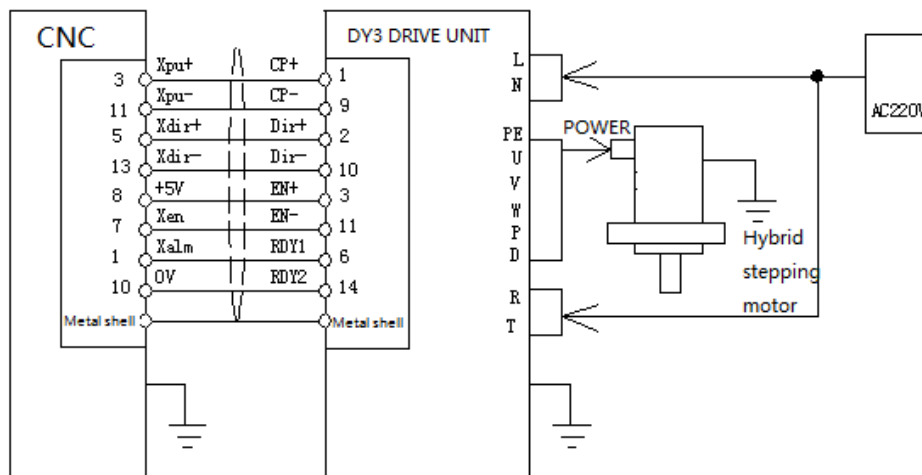 CNC
DY3 DRIVE UNIT
3 Xpu+ CP+ 1
11 Xpu- CP- 9
5 Xdir+ Dir+ 2
13 Xdir- Dir- 10
8 +5V EN+ 3
7 Xen EN- 11
1 Xalm RDY1 6
10 0V RDY2 14
Metal shell Metal shell
L
N
PE
U
V
W
P
D
R
T
POWER
Hybrid
stepping
motor
AC220V